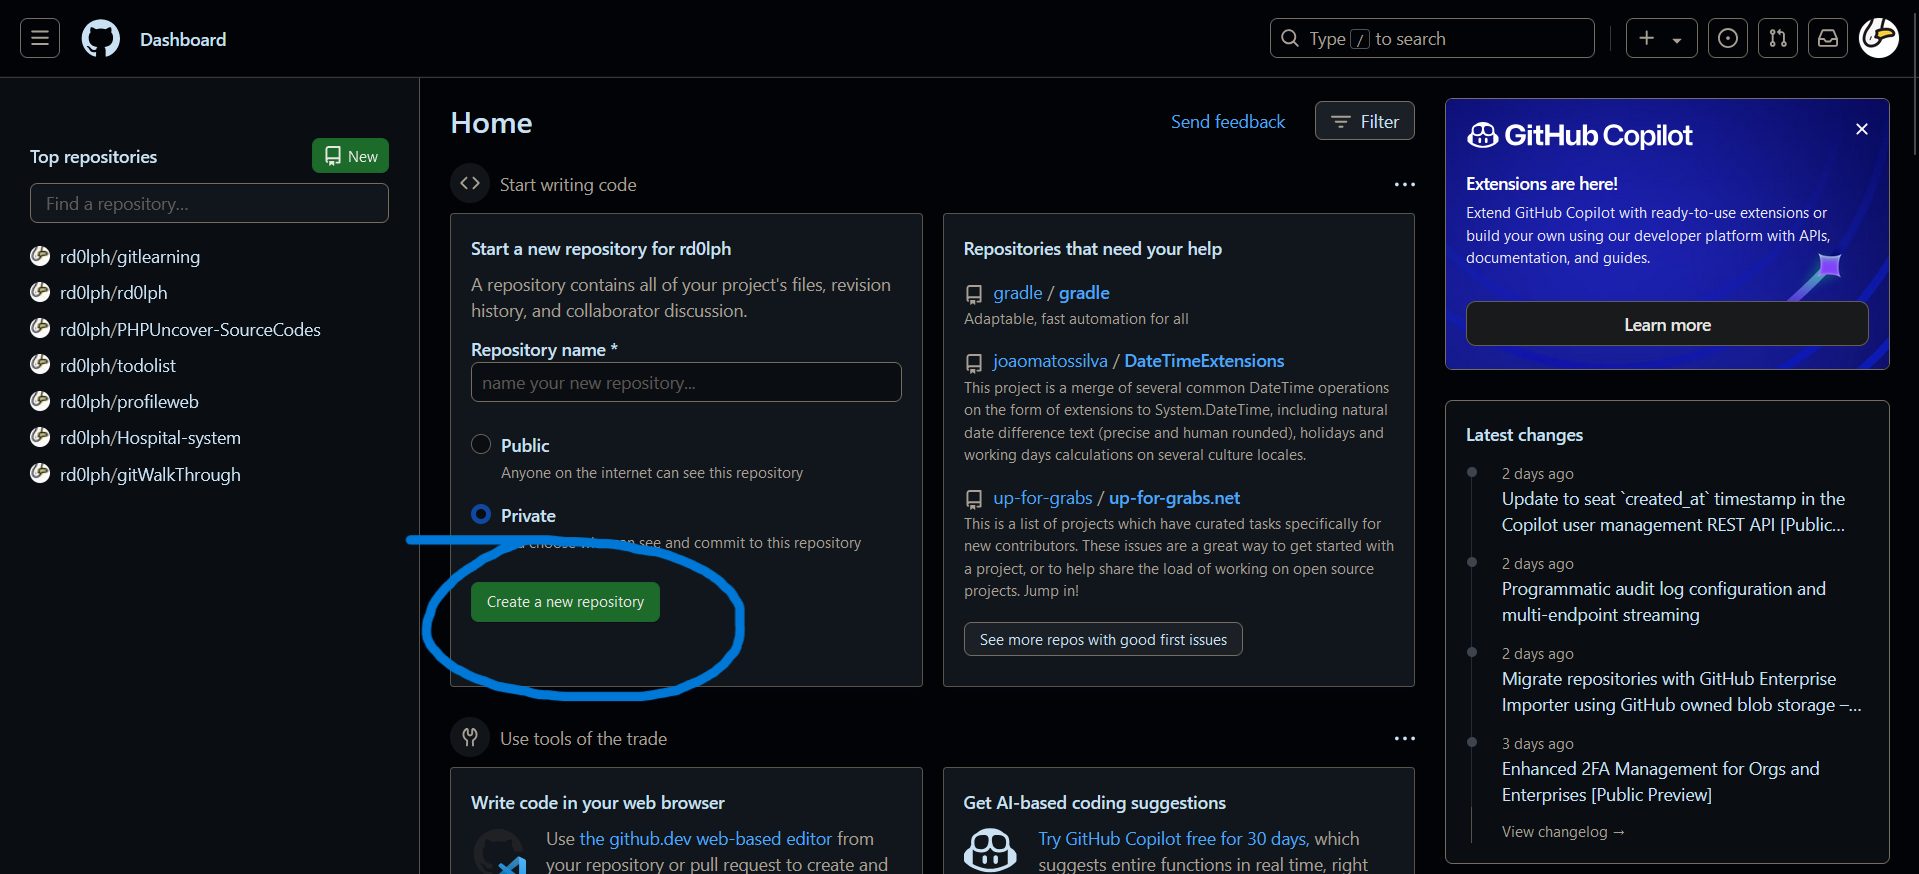 Dashboard
Type / to search
Top repositories
New
Find a repository...
rd0lph/gitlearning
rd0lph/rd0lph
rd0lph/PHPUncover-SourceCodes
rd0lph/todolist
rd0lph/profileweb
rd0lph/Hospital-system
rd0lph/gitWalkThrough
Home
Send feedback
Filter
Start writing code
Start a new repository for rd0lph
A repository contains all of your project's files, revision
history, and collaborator discussion.
Repository name *
name your new repository...
Public
Anyone on the internet can see this repository
Private
see and commit to this repository
Create a new repository
Repositories that need your help
gradle / gradle
Adaptable, fast automation for all
joaomatossilva / DateTimeExtensions
This project is a merge of several common DateTime operations
on the form of extensions to System.DateTime, including natural
date difference text (precise and human rounded), holidays and
working days calculations on several culture locales.
up-for-grabs / up-for-grabs.net
This is a list of projects which have curated tasks specifically for
new contributors. These issues are a great way to get started with
a project, or to help share the load of working on open source
projects. Jump in!
See more repos with good first issues
Use tools of the trade
Write code in your web browser
Use the github.dev web-based editor from
your repository or pull request to create and
Get AI-based coding suggestions
Try GitHub Copilot free for 30 days, which
suggests entire functions in real time, right
GitHub Copilot
Extensions are here!
Extend GitHub Copilot with ready-to-use extensions or
build your own using our developer platform with APIs,
documentation, and guides.
Learn more
Latest changes
2 days ago
Update to seat `created_at` timestamp in the
Copilot user management REST API [Public...
2 days ago
Programmatic audit log configuration and
multi-endpoint streaming
2 days ago
Migrate repositories with GitHub Enterprise
Importer using GitHub owned blob storage –...
3 days ago
Enhanced 2FA Management for Orgs and
Enterprises [Public Preview]
View changelog →